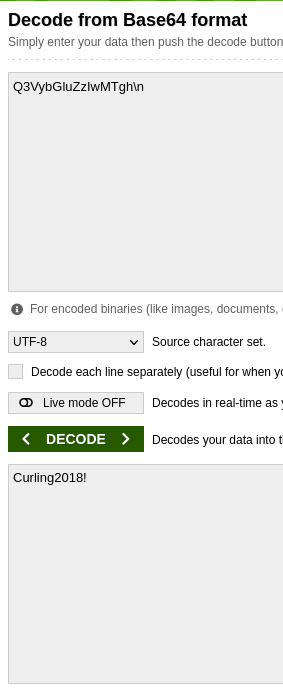 Decode from Base64 format
Simply enter your data then push the decode button
Q3VybGluZzIwMTgh\n
For encoded binaries (like images, documents,
UTF-8
Source character set.
Decode each line separately (useful for when yo
Live mode OFF
Decodes in real-time as y
DECODE
Decodes your data into t
Curling2018!